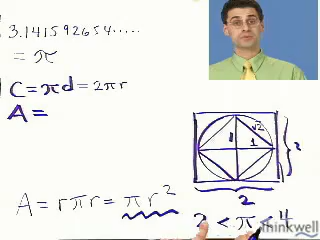 3.141592654.....
= π
C = πd = 2πr
A =
√2
1
1
2
2
A = rπr = πr²
2 < π < 4
thinkwell